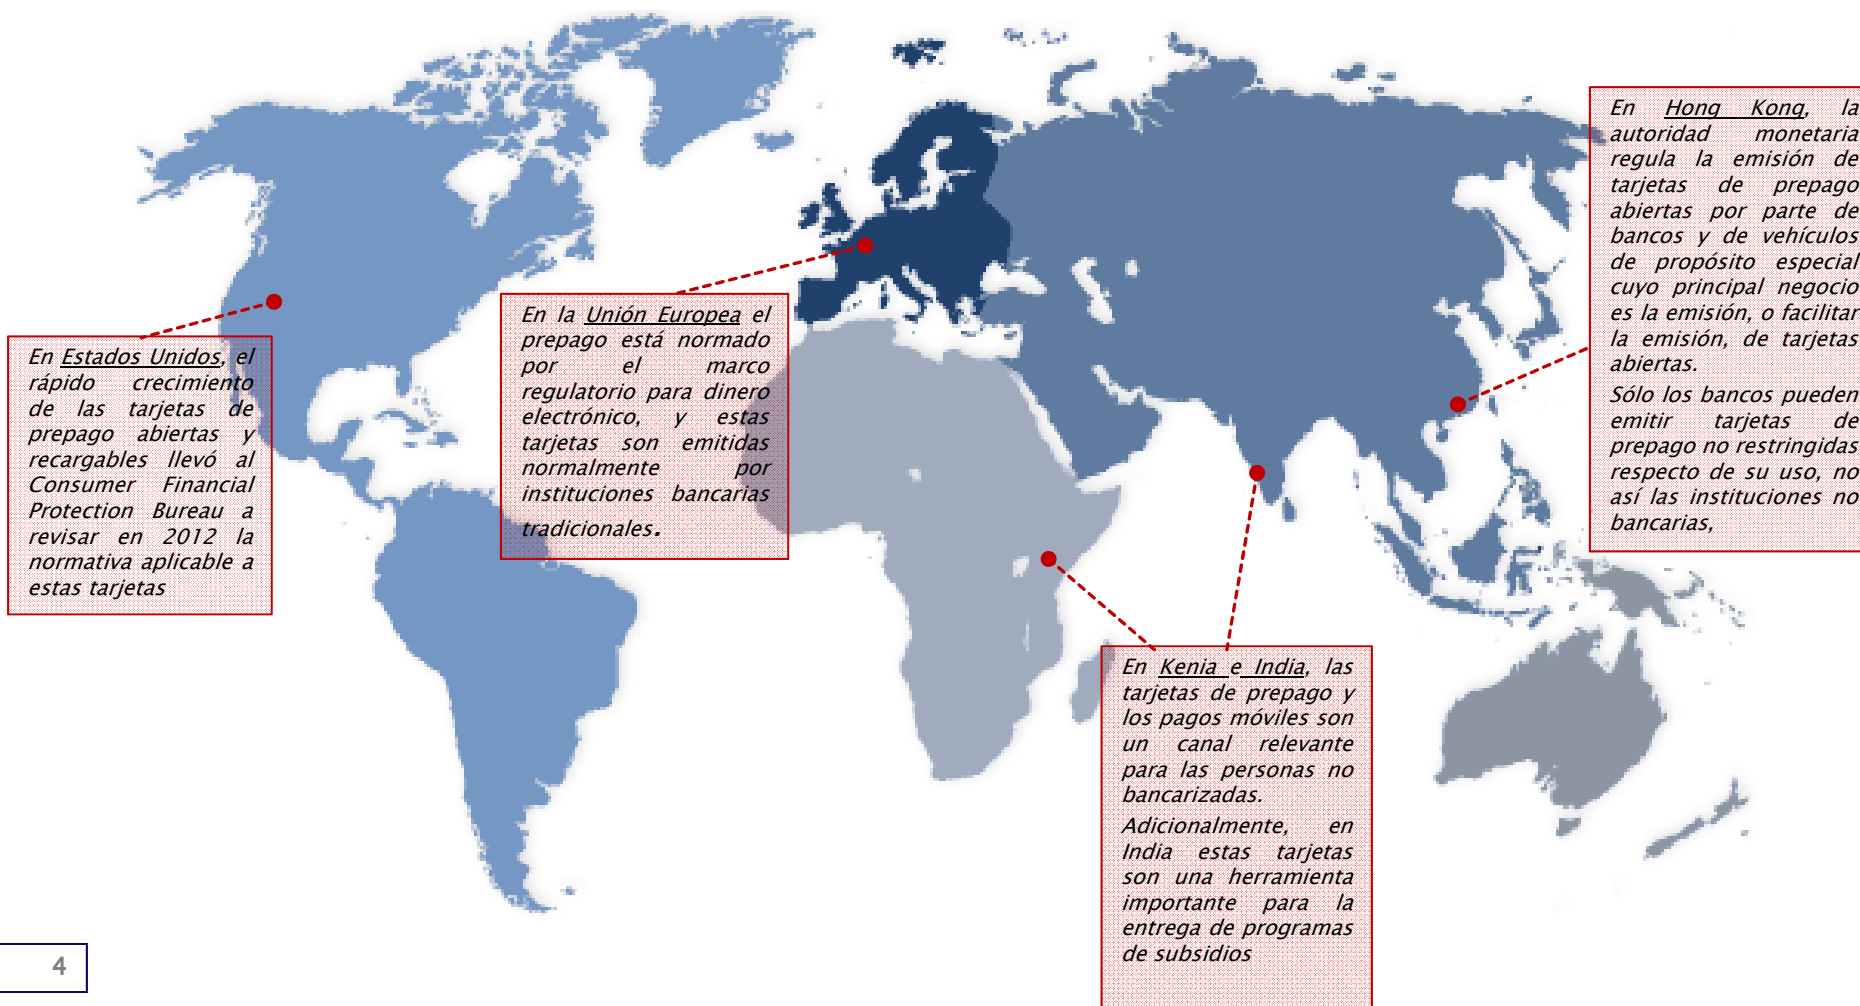 En Estados Unidos, el
rápido crecimiento
de las tarjetas de
prepago abiertas y
recargables llevó al
Consumer Financial
Protection Bureau a
revisar en 2012 la
normativa aplicable a
estas tarjetas
En la Unión Europea el
prepago está normado
por el marco
regulatorio para dinero
electrónico, y estas
tarjetas son emitidas
normalmente por
instituciones bancarias
tradicionales.
En Hong Kong, la
autoridad monetaria
regula la emisión de
tarjetas de prepago
abiertas por parte de
bancos y de vehículos
de propósito especial
cuyo principal negocio
es la emisión, o facilitar
la emisión, de tarjetas
abiertas.
Sólo los bancos pueden
emitir tarjetas de
prepago no restringidas
respecto de su uso, no
así las instituciones no
bancarias,
En Kenia e India, las
tarjetas de prepago y
los pagos móviles son
un canal relevante
para las personas no
bancarizadas.
Adicionalmente, en
India estas tarjetas
son una herramienta
importante para la
entrega de programas
de subsidios
4